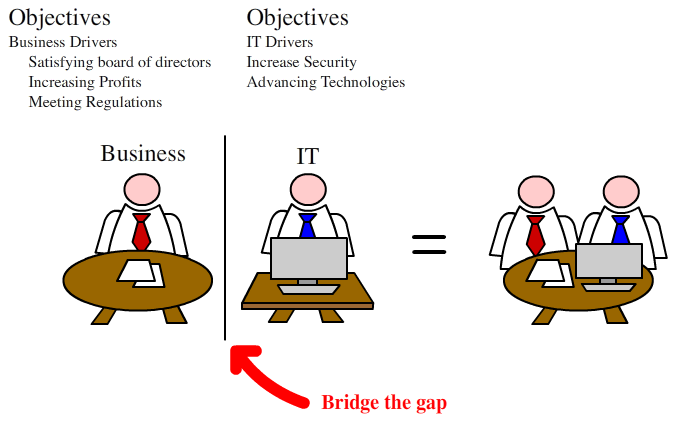 Objectives
Business Drivers
Satisfying board of directors
Increasing Profits
Meeting Regulations
Objectives
IT Drivers
Increase Security
Advancing Technologies
Business
IT
=
Bridge the gap